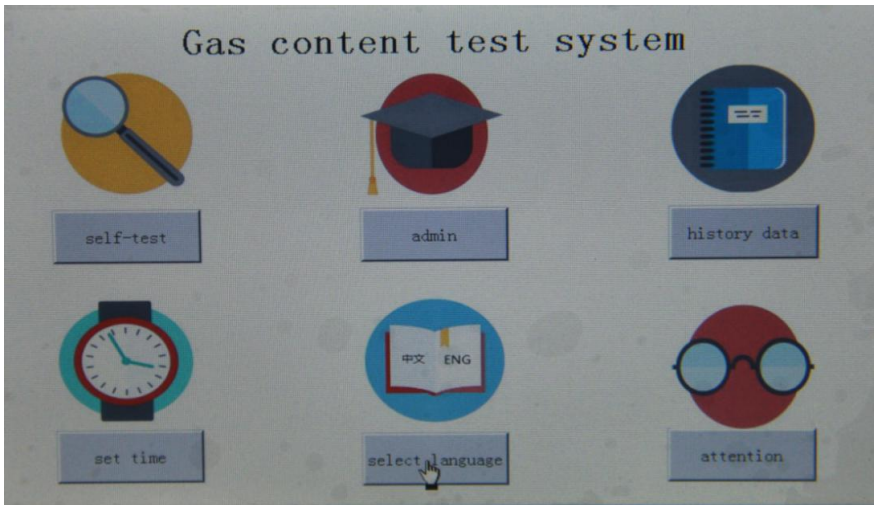 Gas content test system
self-test
admin
history data
中文 ENG
set time
select language
attention